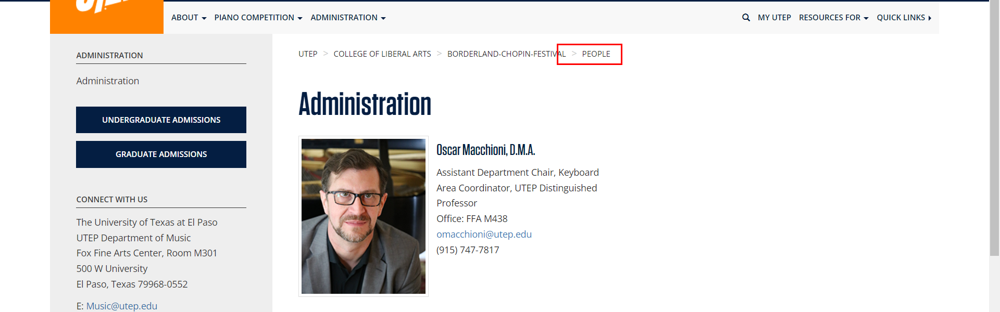 ABOUT
PIANO COMPETITION
ADMINISTRATION
MY UTEP
RESOURCES FOR
QUICK LINKS
ADMINISTRATION
Administration
UNDERGRADUATE ADMISSIONS
GRADUATE ADMISSIONS
CONNECT WITH US
The University of Texas at El Paso
UTEP Department of Music
Fox Fine Arts Center, Room M301
500 W University
El Paso, Texas 79968-0552
E: Music@utep.edu
UTEP > COLLEGE OF LIBERAL ARTS > BORDERLAND-CHOPIN-FESTIVAL > PEOPLE
Administration
Oscar Macchioni, D.M.A.
Assistant Department Chair, Keyboard
Area Coordinator, UTEP Distinguished
Professor
Office: FFA M438
omacchioni@utep.edu
(915) 747-7817